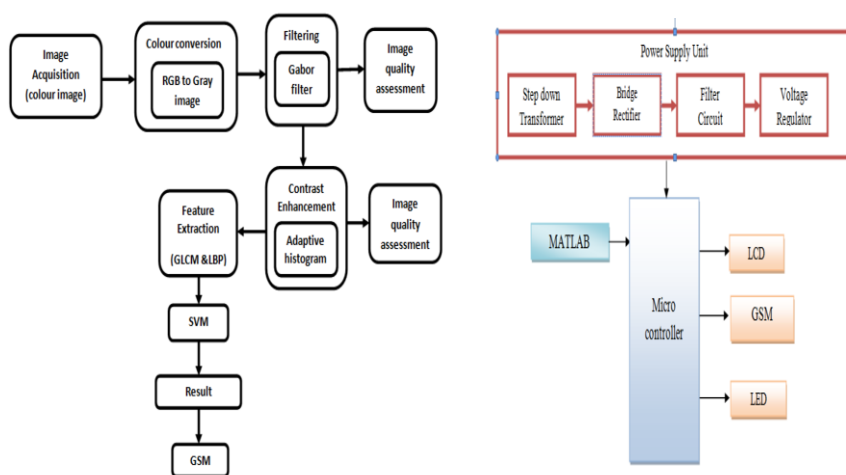 Image
Acquisition
(colour image)
Colour conversion
RGB to Gray
image
Filtering
Gabor
filter
Image
quality
assessment
Contrast
Enhancement
Adaptive
histogram
Image
quality
assessment
Feature
Extraction
(GLCM &LBP)
SVM
Result
GSM
Power Supply Unit
Step down
Transformer
Bridge
Rectifier
Filter
Circuit
Voltage
Regulator
MATLAB
Micro
controller
LCD
GSM
LED